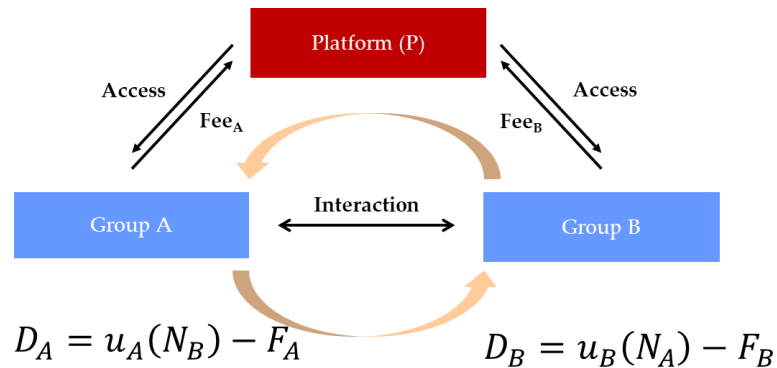 Platform (P)
Access
Access
Fee_A
Fee_B
Interaction
Group A
Group B
D_A = u_A(N_B) − F_A
D_B = u_B(N_A) − F_B